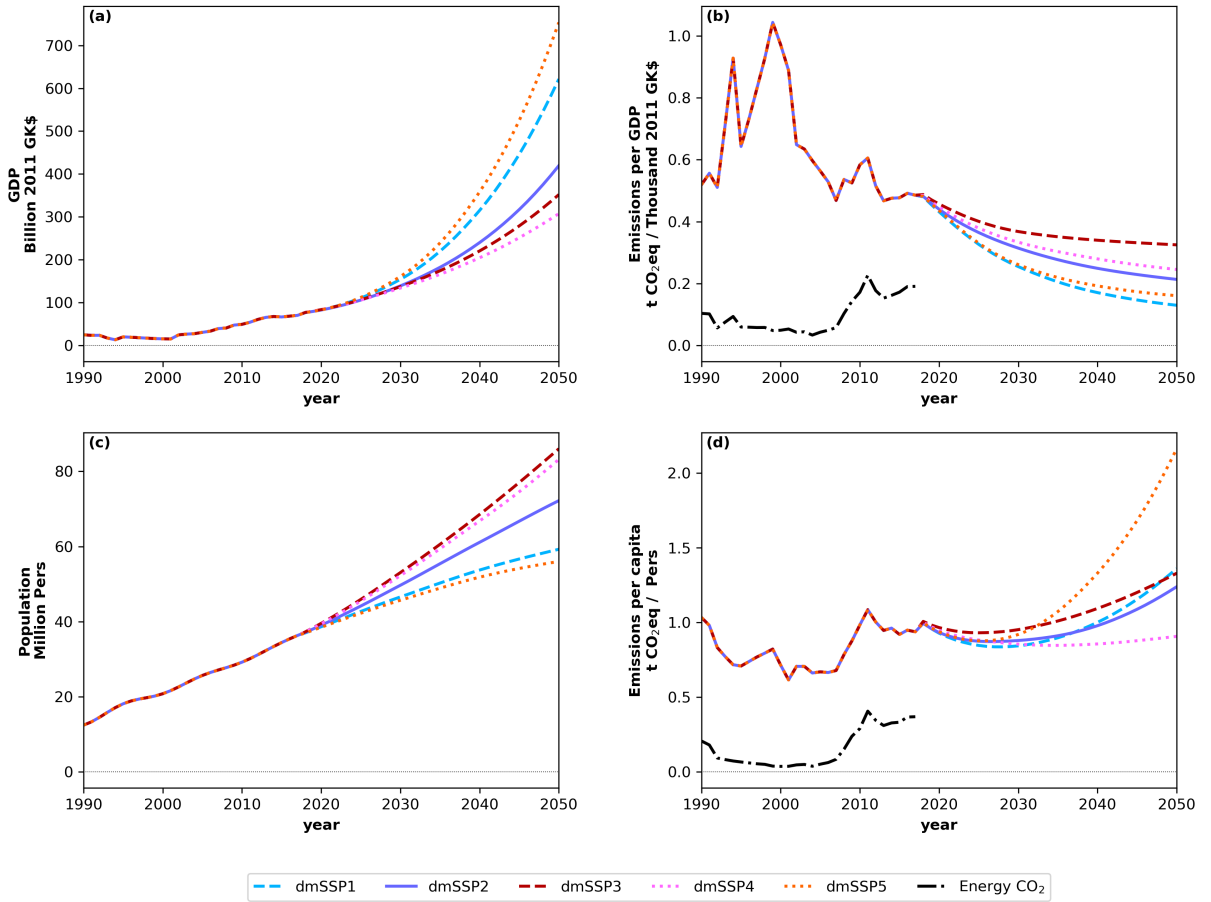 (a)
GDP
Billion 2011 GK$
700
600
500
400
300
200
100
0
1990 2000 2010 2020 2030 2040 2050
year
(b)
Emissions per GDP
t CO₂eq / Thousand 2011 GK$
1.0
0.8
0.6
0.4
0.2
0.0
1990 2000 2010 2020 2030 2040 2050
year
(c)
Population
Million Pers
80
60
40
20
0
1990 2000 2010 2020 2030 2040 2050
year
(d)
Emissions per capita
t CO₂eq / Pers
2.0
1.5
1.0
0.5
0.0
1990 2000 2010 2020 2030 2040 2050
year
dmSSP1 dmSSP2 dmSSP3 dmSSP4 dmSSP5 Energy CO₂